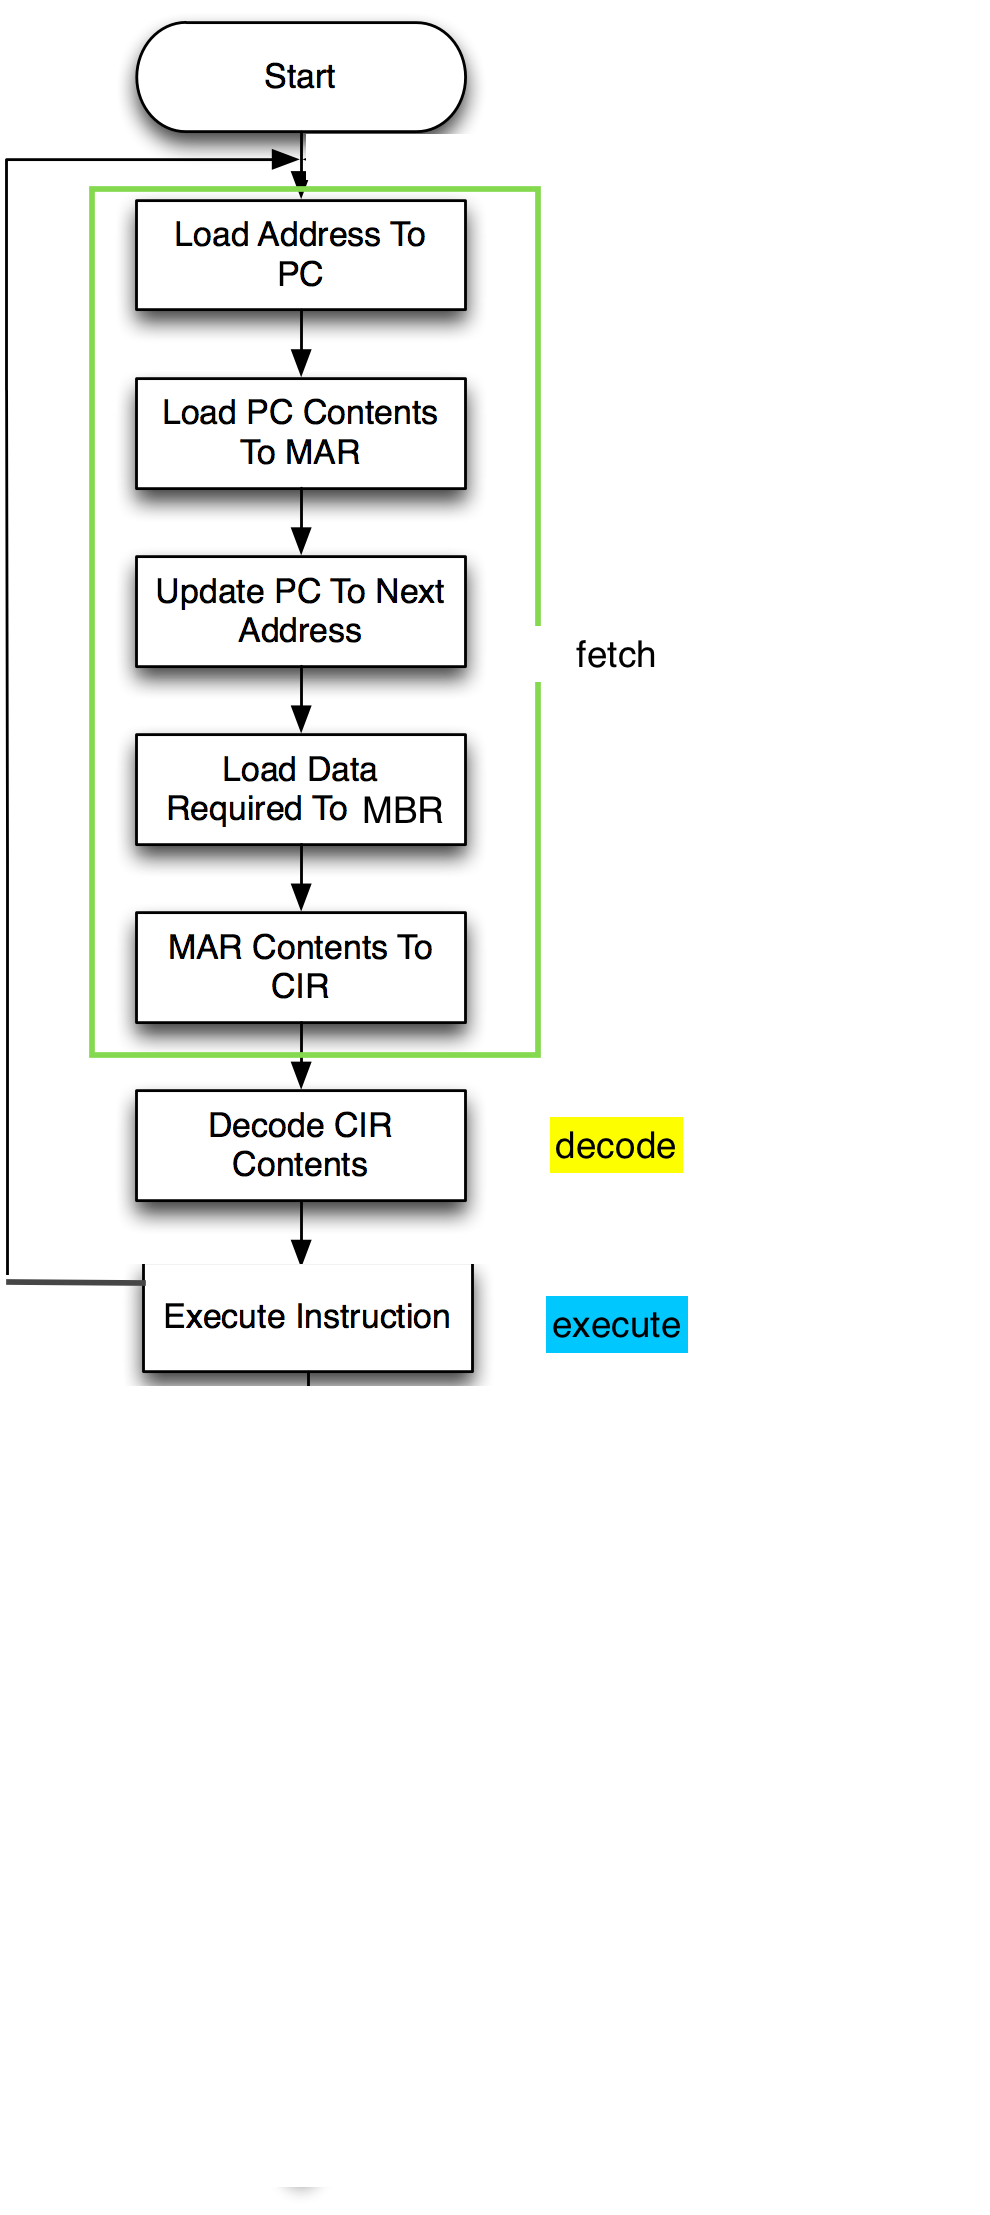 Start
Load Address To
PC
Load PC Contents
To MAR
Update PC To Next
Address
fetch
Load Data
Required To MBR
MAR Contents To
CIR
Decode CIR
Contents
decode
Execute Instruction
execute